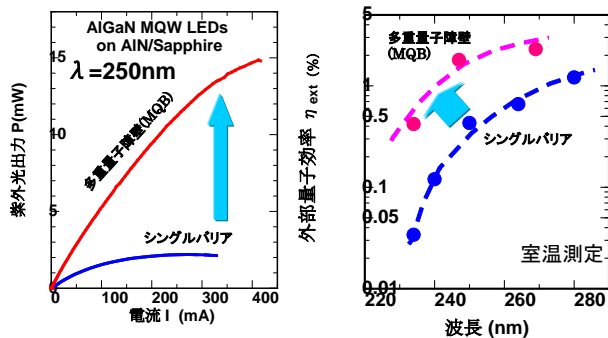 AlGaN MQW LEDs
on AlN/Sapphire
λ=250nm
多重量子障壁(MQB)
シングルバリア
紫外光出力 P(mW)
15
10
5
0
0
100
200
300
400
電流 I (mA)
多重量子障壁
(MQB)
シングルバリア
室温測定
外部量子効率 η ext (%)
5
1
0.5
0.1
0.05
0.01
220
240
260
280
波長 (nm)